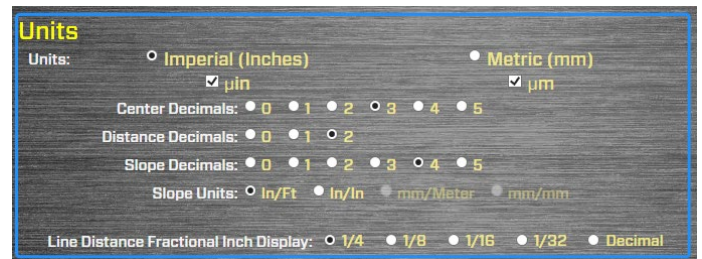 Units
Units: Imperial (Inches) Metric (mm)
µin µm
Center Decimals: 0 1 2 3 4 5
Distance Decimals: 0 1 2
Slope Decimals: 0 1 2 3 4 5
Slope Units: In/Ft In/In mm/Meter mm/mm
Line Distance Fractional Inch Display: 1/4 1/8 1/16 1/32 Decimal